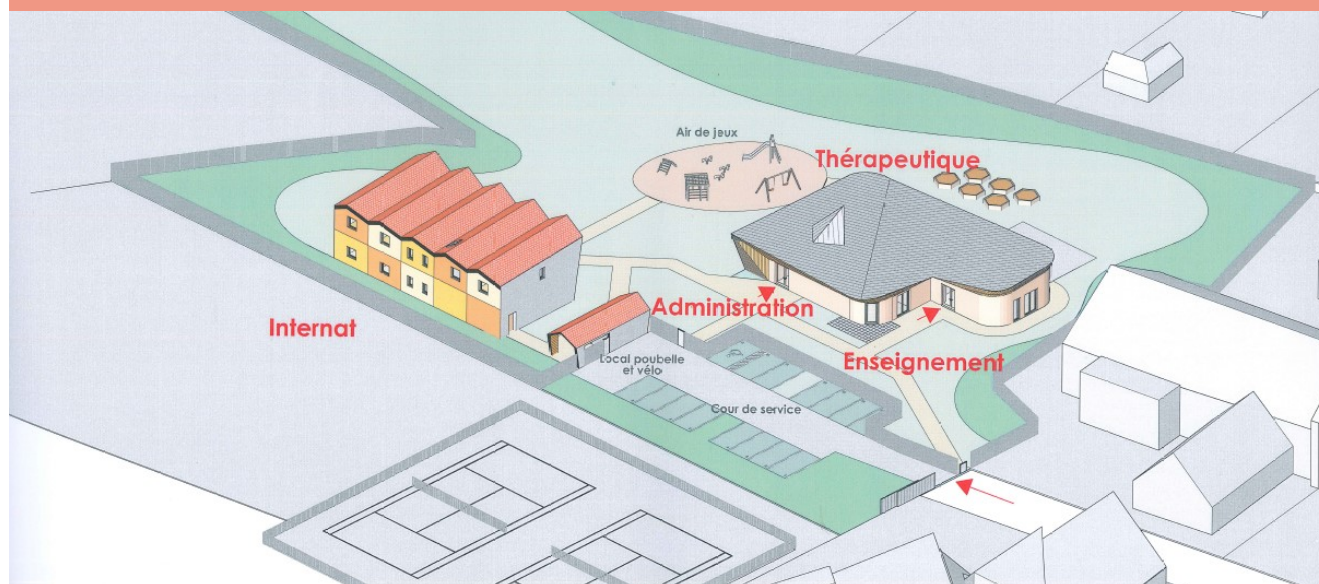 Air de jeux
Thérapeutique
Administration
Internat
Local poubelle
et vélo
Enseignement
Cour de service